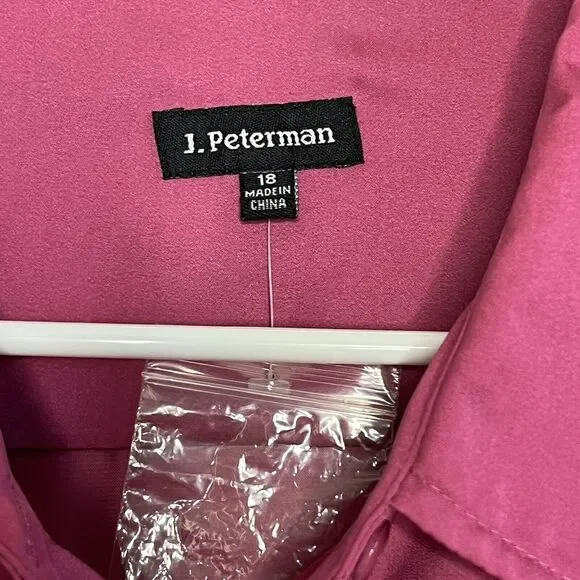 J. Peterman
18
MADE IN
CHINA